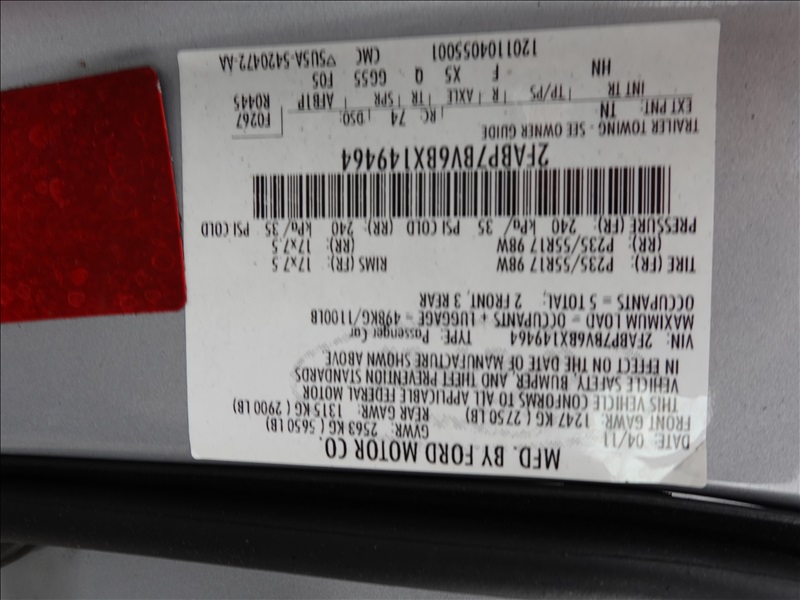 MFD. BY FORD MOTOR CO.
DATE: 04/11 GVWR: 2563 KG ( 5650 LB)
FRONT GAWR: REAR GAWR:
1247 KG ( 2750 LB) 1315 KG ( 2900 LB)
THIS VEHICLE CONFORMS TO ALL APPLICABLE FEDERAL MOTOR
VEHICLE SAFETY, BUMPER, AND THEFT PREVENTION STANDARDS
IN EFFECT ON THE DATE OF MANUFACTURE SHOWN ABOVE.
VIN: 2FABP7BV6BX149464 TYPE: Passenger Car
MAXIMUM LOAD = OCCUPANTS + LUGGAGE = 498KG/1100LB
OCCUPANTS = 5 TOTAL: 2 FRONT, 3 REAR
TIRE (FR): P235/55R17 98W RIMS (FR): 17x7.5
(RR): P235/55R17 98W (RR): 17x7.5
PRESSURE (FR): 240 kPa/ 35 PSI COLD (RR) 240 kPa/ 35 PSI COLD
2FABP7BV6BX149464
TRAILER TOWING - SEE OWNER GUIDE
F0267
R0445
EXT PNT: TN RC: 74 DSO:
INT TR TP/PS R AXLE TR SPR AFB1P
HN - F X5 Q GG55 F05
CMC
1201104055001 5U5A-5420472-AA